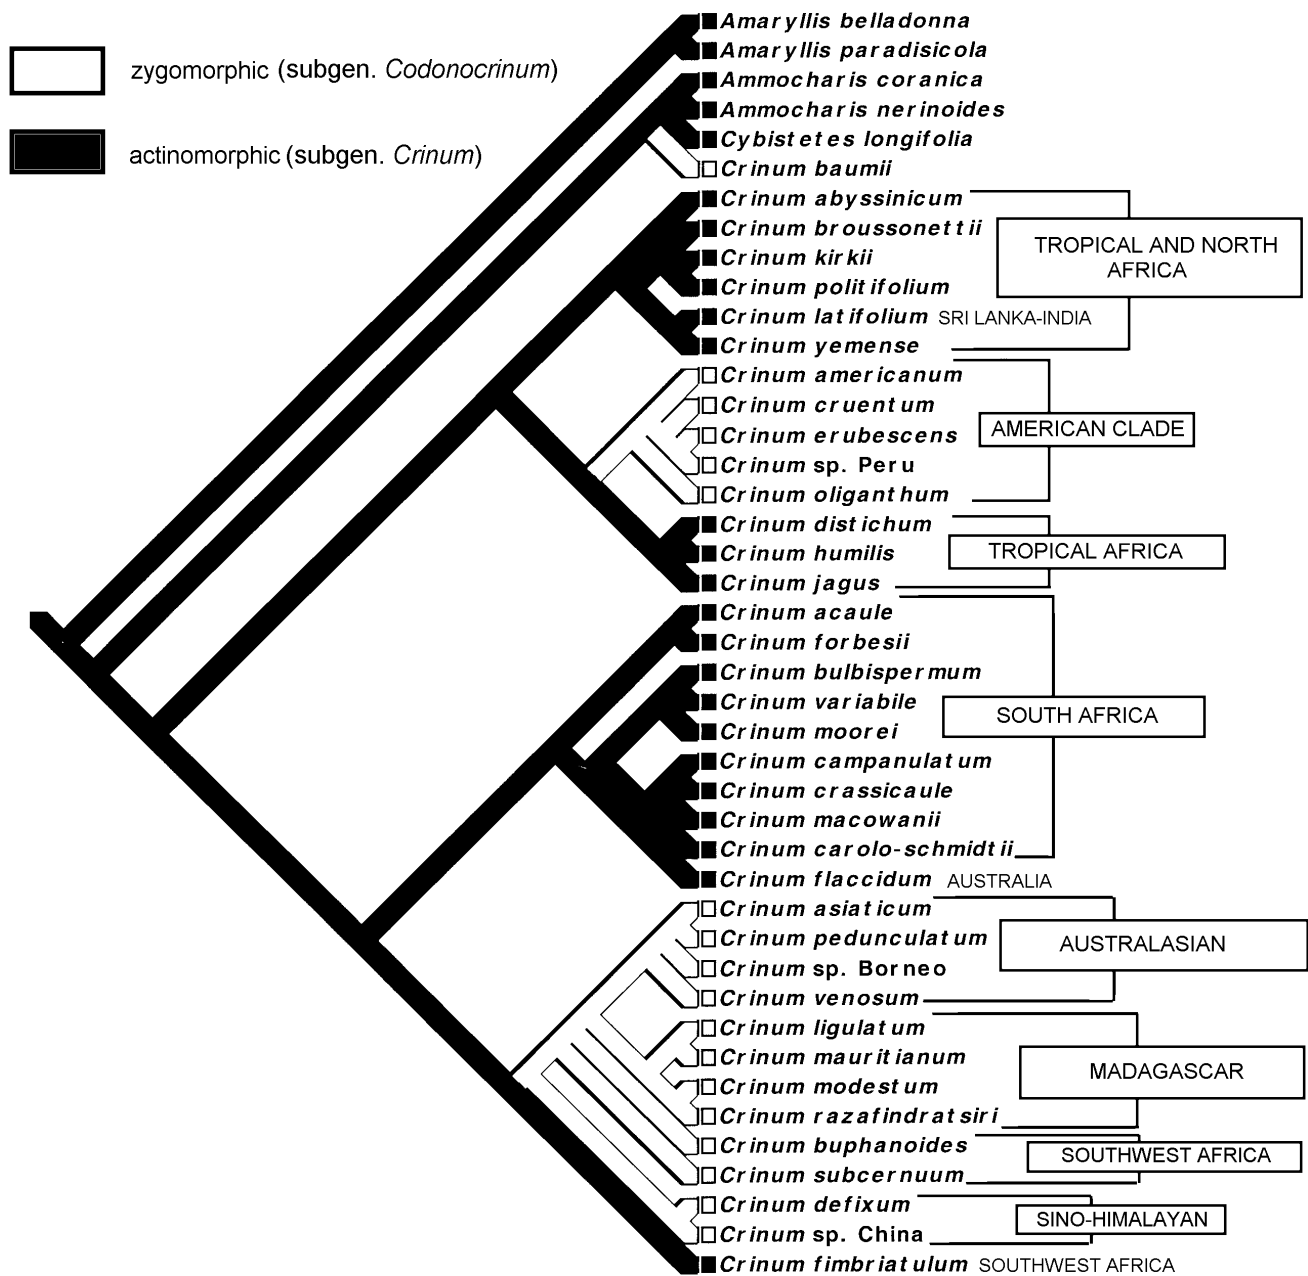 zygomorphic (subgen. Codonocrinum)
actinomorphic (subgen. Crinum)
Amaryllis belladonna
Amaryllis paradisicola
Ammocharis coranica
Ammocharis nerinoides
Cybistetes longifolia
Crinum baumii
Crinum abyssinicum
Crinum broussonettii
Crinum kirkii
Crinum politifolium
Crinum latifolium SRI LANKA-INDIA
Crinum yemense
TROPICAL AND NORTH
AFRICA
Crinum americanum
Crinum cruentum
Crinum erubescens
Crinum sp. Peru
Crinum oliganthum
AMERICAN CLADE
Crinum distichum
Crinum humilis
Crinum jagus
TROPICAL AFRICA
Crinum acaule
Crinum forbesii
Crinum bulbispermum
Crinum variabile
Crinum moorei
Crinum campanulatum
Crinum crassicaule
Crinum macowanii
Crinum carolo-schmidtii
SOUTH AFRICA
Crinum flaccidum AUSTRALIA
Crinum asiaticum
Crinum pedunculatum
Crinum sp. Borneo
Crinum venosum
AUSTRALASIAN
Crinum ligulatum
Crinum mauritianum
Crinum modestum
Crinum razafindratsiri
MADAGASCAR
Crinum buphanoides
Crinum subcernuum
SOUTHWEST AFRICA
Crinum defixum
Crinum sp. China
SINO-HIMALAYAN
Crinum fimbriatulum SOUTHWEST AFRICA